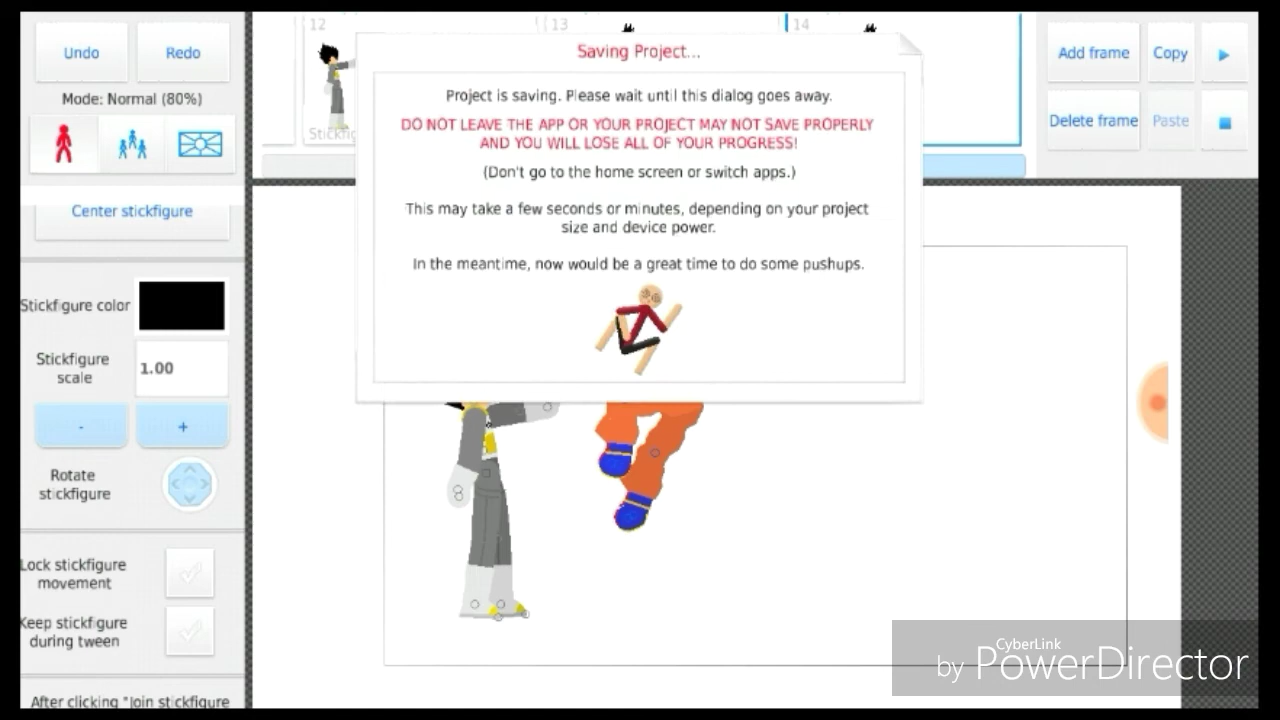 Undo
Redo
Mode: Normal (80%)
Center stickfigure
Stickfigure color
Stickfigure
scale
1.00
-
+
Rotate
stickfigure
Lock stickfigure
movement
Keep stickfigure
during tween
After clicking "Join stickfigure
12
13
14
Stickfig
Saving Project...
Project is saving. Please wait until this dialog goes away.
DO NOT LEAVE THE APP OR YOUR PROJECT MAY NOT SAVE PROPERLY
AND YOU WILL LOSE ALL OF YOUR PROGRESS!
(Don't go to the home screen or switch apps.)
This may take a few seconds or minutes, depending on your project
size and device power.
In the meantime, now would be a great time to do some pushups.
Add frame
Copy
Delete frame
Paste
CyberLink
by PowerDirector